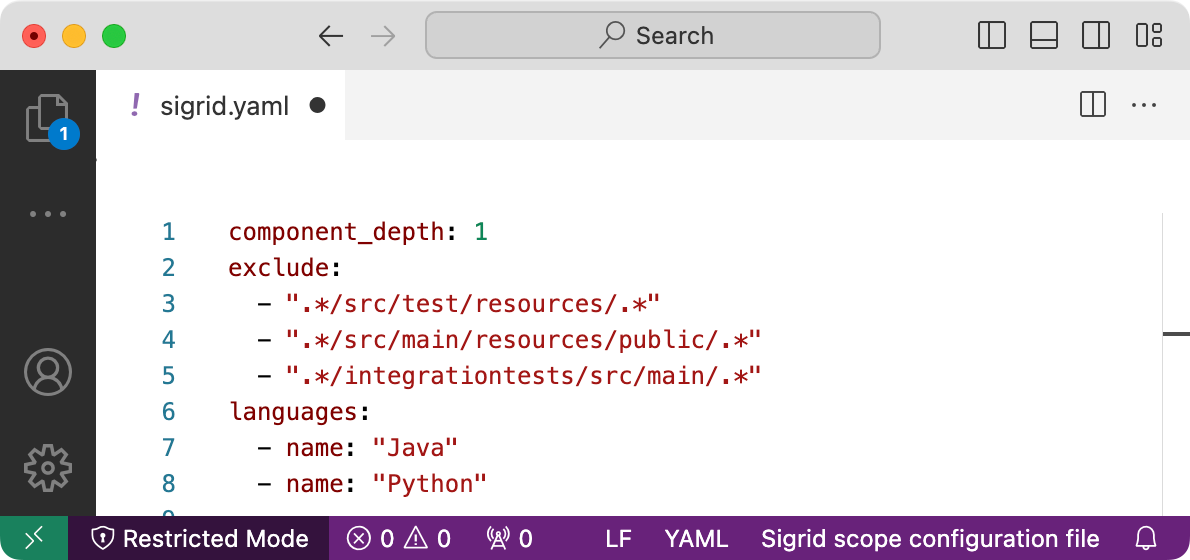 Search
! sigrid.yaml
1
1 component_depth: 1
2 exclude:
3   - ".*/src/test/resources/.*"
4   - ".*/src/main/resources/public/.*"
5   - ".*/integrationtests/src/main/.*"
6 languages:
7   - name: "Java"
8   - name: "Python"
Restricted Mode 0 0 0 LF YAML Sigrid scope configuration file